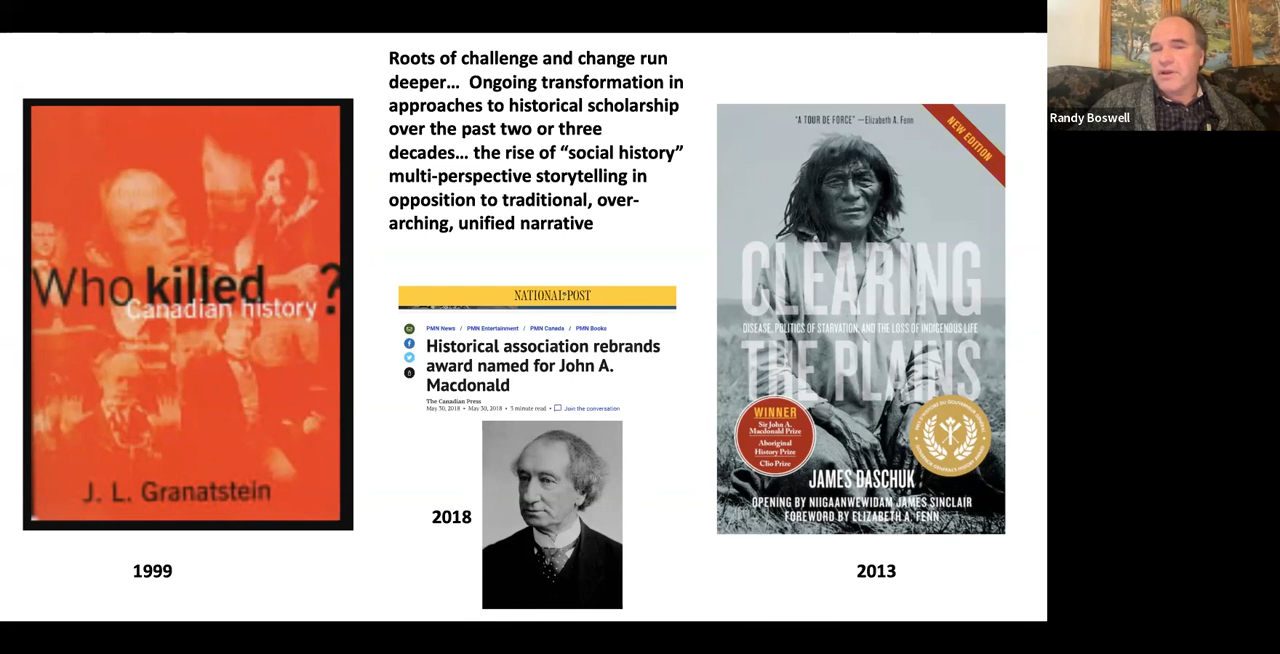 Roots of challenge and change run
deeper... Ongoing transformation in
approaches to historical scholarship
over the past two or three
decades... the rise of “social history”
multi-perspective storytelling in
opposition to traditional, over-
arching, unified narrative
Who killed
Canadian history ?
J. L. Granatstein
1999
NATIONAL POST
PMN News / PMN Entertainment / PMN Canada / PMN Books
Historical association rebrands
award named for John A.
Macdonald
The Canadian Press
May 30, 2018 • May 30, 2018 • 3 minute read • Join the conversation
2018
"A TOUR DE FORCE" —Elizabeth A. Fenn
NEW EDITION
CLEARING
DISEASE, POLITICS OF STARVATION, AND THE LOSS OF INDIGENOUS LIFE
THE PLAINS
WINNER
Sir John A.
Macdonald Prize
Aboriginal
History Prize
Clio Prize
JAMES DASCHUK
OPENING BY NIIGAANWEWIDAM JAMES SINCLAIR
FOREWORD BY ELIZABETH A. FENN
2013
Randy Boswell